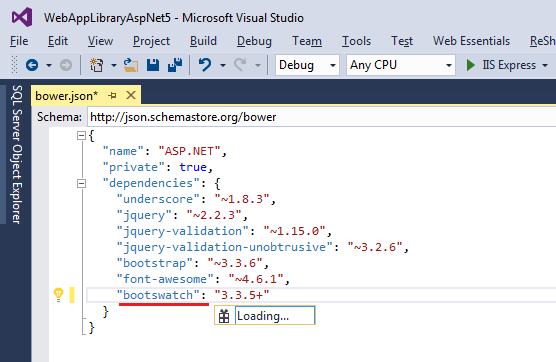 WebAppLibraryAspNet5 - Microsoft Visual Studio
File Edit View Project Build Debug Team Tools Test Web Essentials ReSh
Debug Any CPU IIS Express
SQL Server Object Explorer
bower.json*
Schema: http://json.schemastore.org/bower
{
"name": "ASP.NET",
"private": true,
"dependencies": {
"underscore": "~1.8.3",
"jquery": "~2.2.3",
"jquery-validation": "~1.15.0",
"jquery-validation-unobtrusive": "~3.2.6",
"bootstrap": "~3.3.6",
"font-awesome": "~4.6.1",
"bootswatch": "3.3.5+"
Loading...
}
}